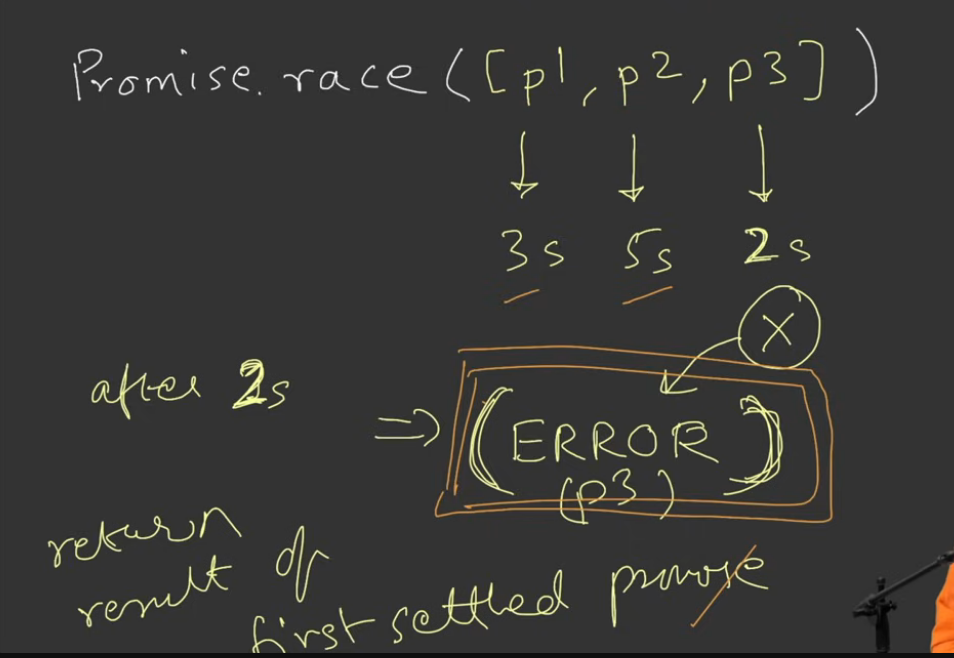 Promise.race([p1, p2, p3])
3s 5s 2s
X
after 2s
=> (ERROR)
(p3)
return
result of
first settled promise